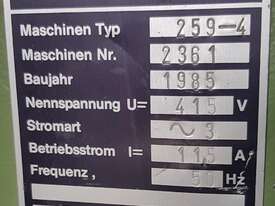 Maschinen Typ 259-4
Maschinen Nr. 2361
Baujahr 1985
Nennspannung U= 415 V
Stromart ~ 3
Betriebsstrom I= 11,5 A
Frequenz , 50 Hz